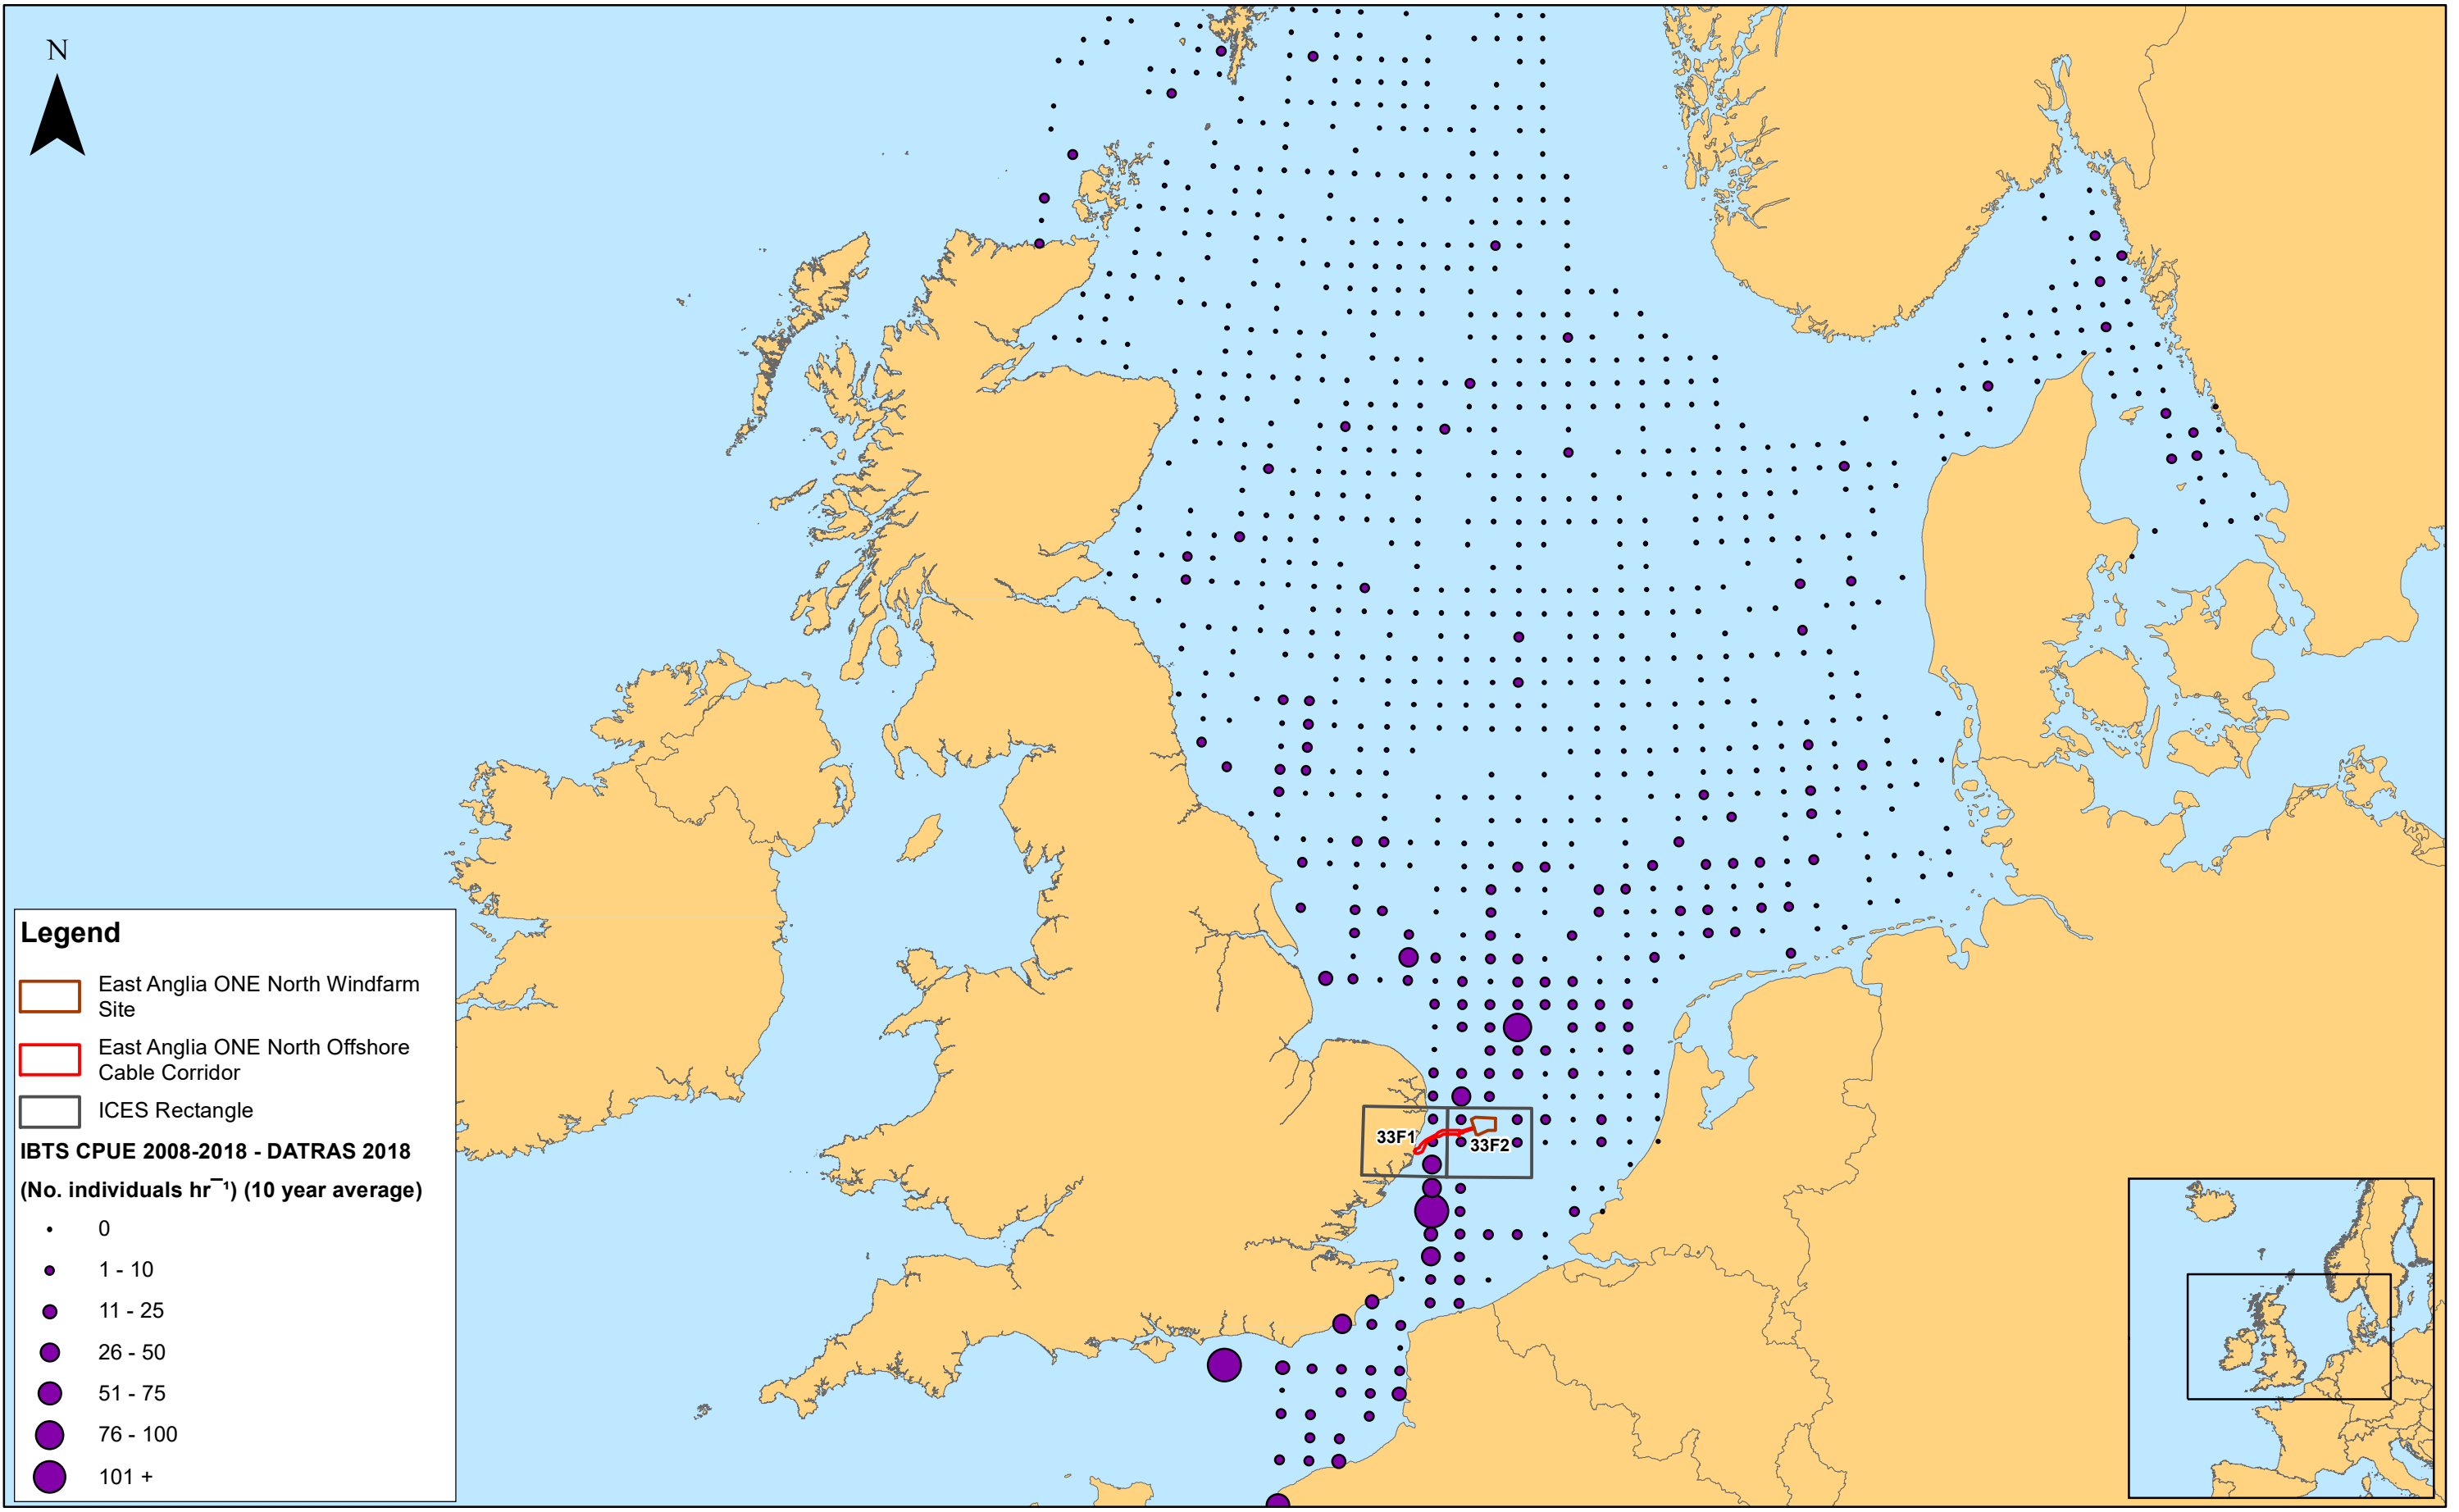 N
33F1
33F2
Legend
East Anglia ONE North Windfarm
Site
East Anglia ONE North Offshore
Cable Corridor
ICES Rectangle
IBTS CPUE 2008-2018 - DATRAS 2018
(No. individuals hr⁻¹) (10 year average)
0
1 - 10
11 - 25
26 - 50
51 - 75
76 - 100
101 +